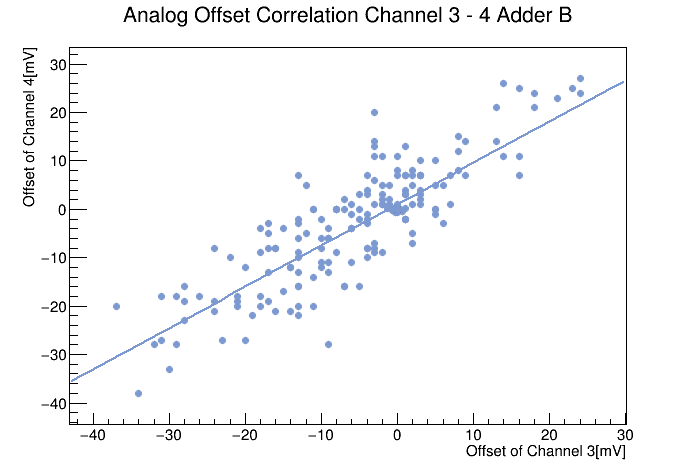 Analog Offset Correlation Channel 3 - 4 Adder B
Offset of Channel 4[mV]
30
20
10
0
−10
−20
−30
−40
−40 −30 −20 −10 0 10 20 30
Offset of Channel 3[mV]